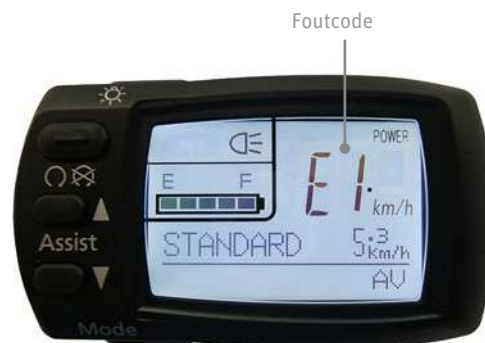 Foutcode
POWER
E F
E1.
km/h
Assist
STANDARD 5.3 km/h
AV
Mode